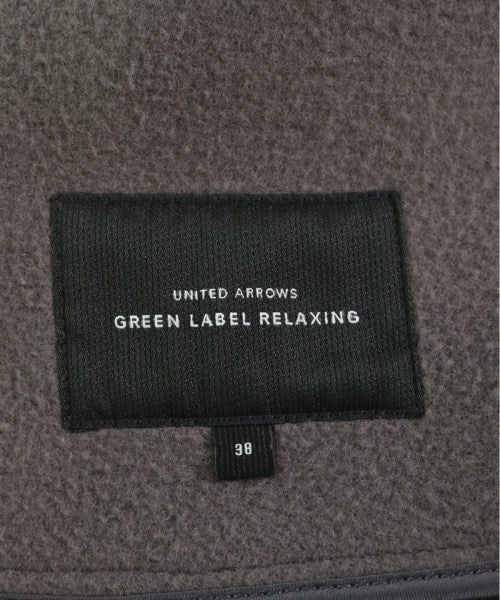 UNITED ARROWS
GREEN LABEL RELAXING
38